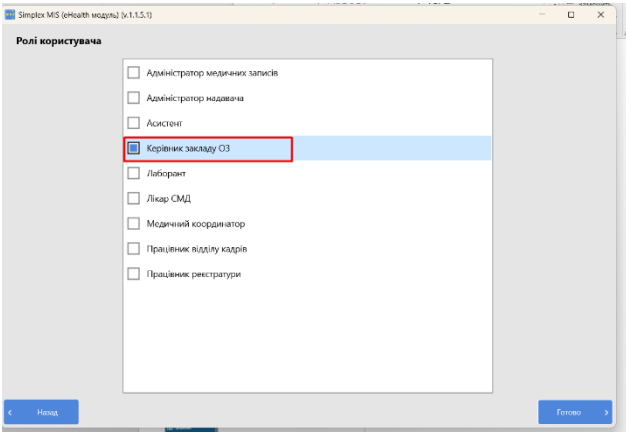 Simplex MIS (eHealth модуль) (v.1.1.5.1)
Ролі користувача
Адміністратор медичних записів
Адміністратор надавача
Асистент
Керівник закладу ОЗ
Лаборант
Лікар СМД
Медичний координатор
Працівник відділу кадрів
Працівник реєстратури
Назад
Готово